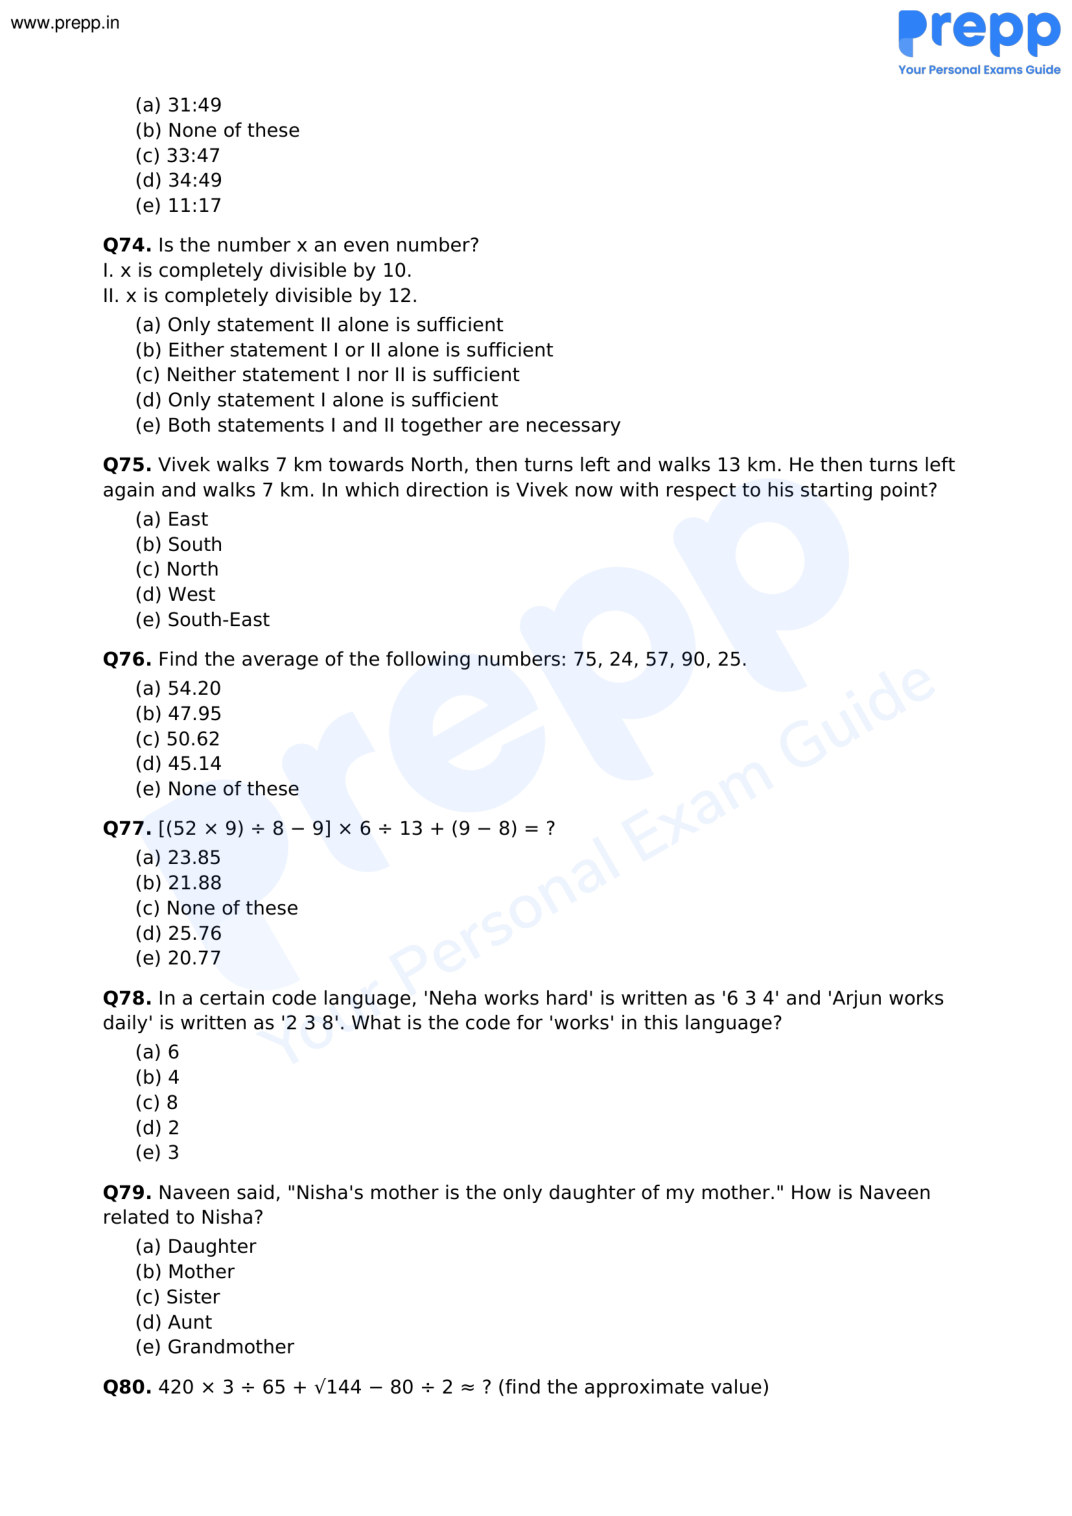 www.prepp.in
Prepp
Your Personal Exams Guide
(a) 31:49
(b) None of these
(c) 33:47
(d) 34:49
(e) 11:17
Q74. Is the number x an even number?
I. x is completely divisible by 10.
II. x is completely divisible by 12.
(a) Only statement II alone is sufficient
(b) Either statement I or II alone is sufficient
(c) Neither statement I nor II is sufficient
(d) Only statement I alone is sufficient
(e) Both statements I and II together are necessary
Q75. Vivek walks 7 km towards North, then turns left and walks 13 km. He then turns left
again and walks 7 km. In which direction is Vivek now with respect to his starting point?
(a) East
(b) South
(c) North
(d) West
(e) South-East
Q76. Find the average of the following numbers: 75, 24, 57, 90, 25.
(a) 54.20
(b) 47.95
(c) 50.62
(d) 45.14
(e) None of these
Q77. [(52 × 9) ÷ 8 − 9] × 6 ÷ 13 + (9 − 8) = ?
(a) 23.85
(b) 21.88
(c) None of these
(d) 25.76
(e) 20.77
Q78. In a certain code language, 'Neha works hard' is written as '6 3 4' and 'Arjun works
daily' is written as '2 3 8'. What is the code for 'works' in this language?
(a) 6
(b) 4
(c) 8
(d) 2
(e) 3
Q79. Naveen said, "Nisha's mother is the only daughter of my mother." How is Naveen
related to Nisha?
(a) Daughter
(b) Mother
(c) Sister
(d) Aunt
(e) Grandmother
Q80. 420 × 3 ÷ 65 + √144 − 80 ÷ 2 ≈ ? (find the approximate value)
Prepp
Your Personal Exam Guide